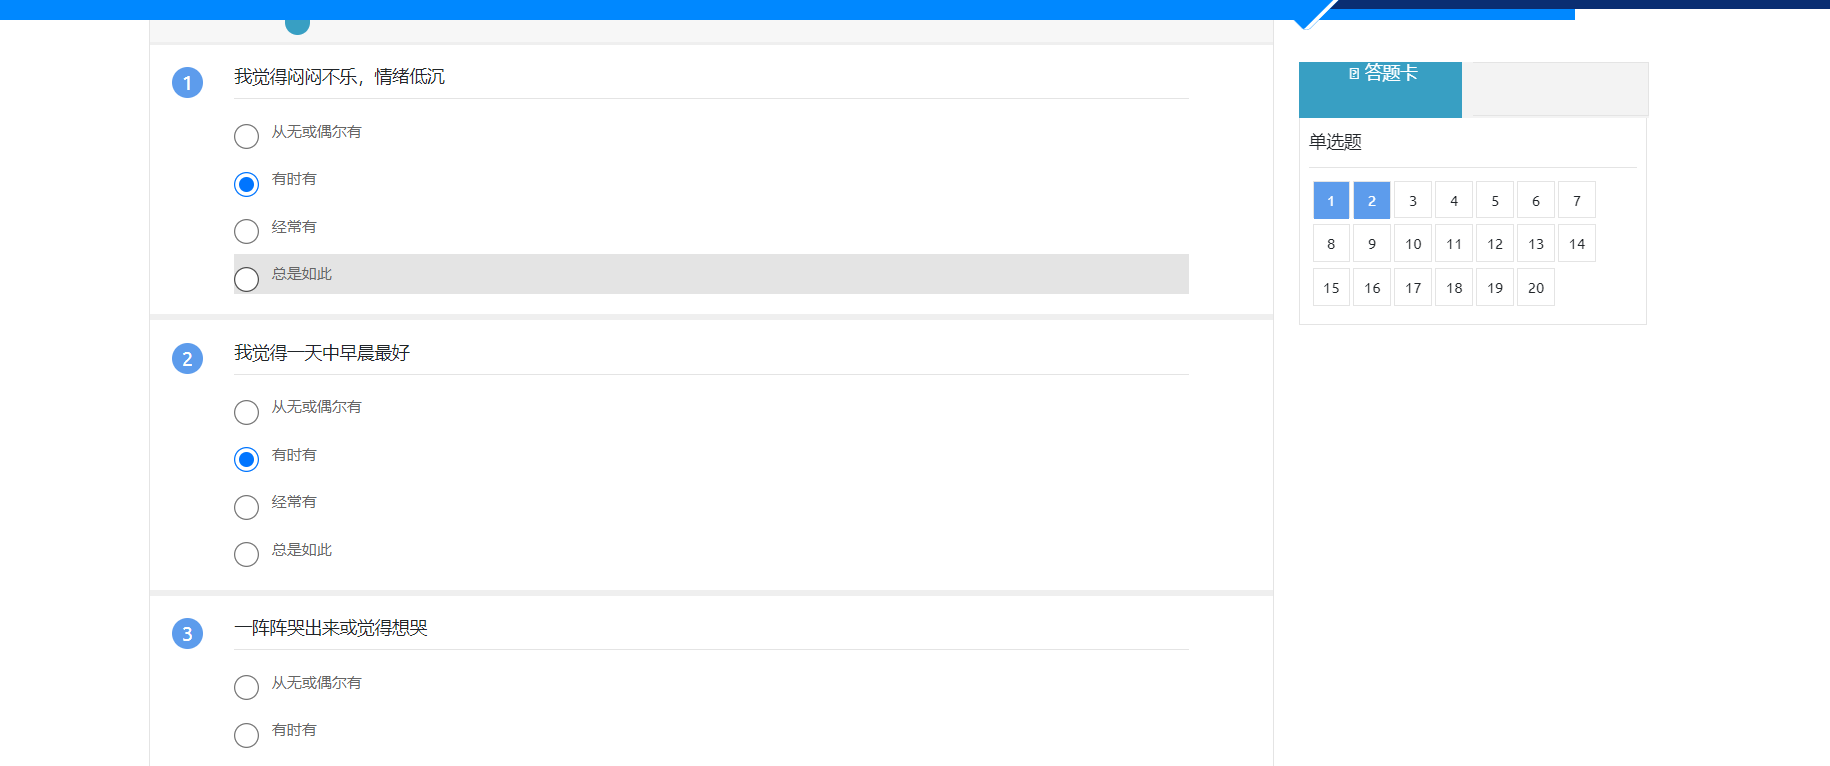 答题卡
1
我觉得闷闷不乐，情绪低沉
从无或偶尔有
有时有
经常有
总是如此
2
我觉得一天中早晨最好
从无或偶尔有
有时有
经常有
总是如此
3
一阵阵哭出来或觉得想哭
从无或偶尔有
有时有
单选题
1 2 3 4 5 6 7
8 9 10 11 12 13 14
15 16 17 18 19 20